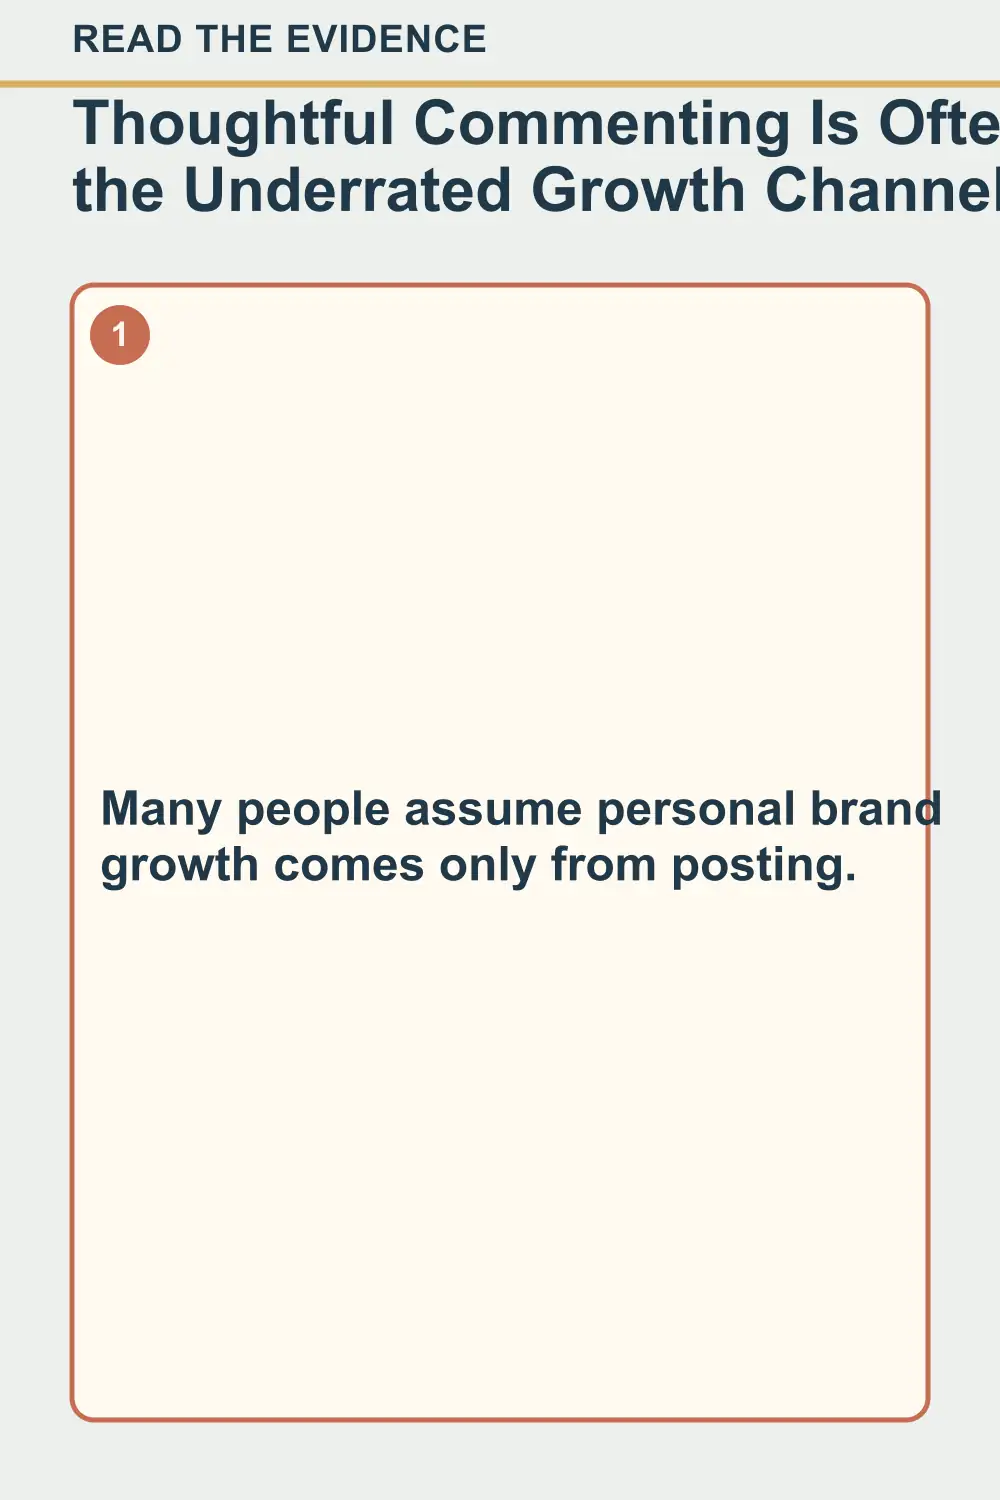 READ THE EVIDENCE
Thoughtful Commenting Is Ofte
the Underrated Growth Channel
1
Many people assume personal brand
growth comes only from posting.